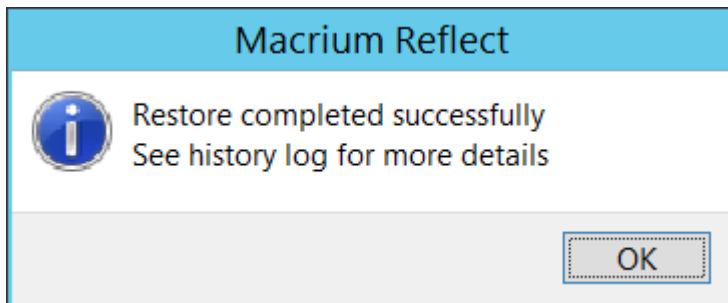 Macrium Reflect
Restore completed successfully
See history log for more details
OK